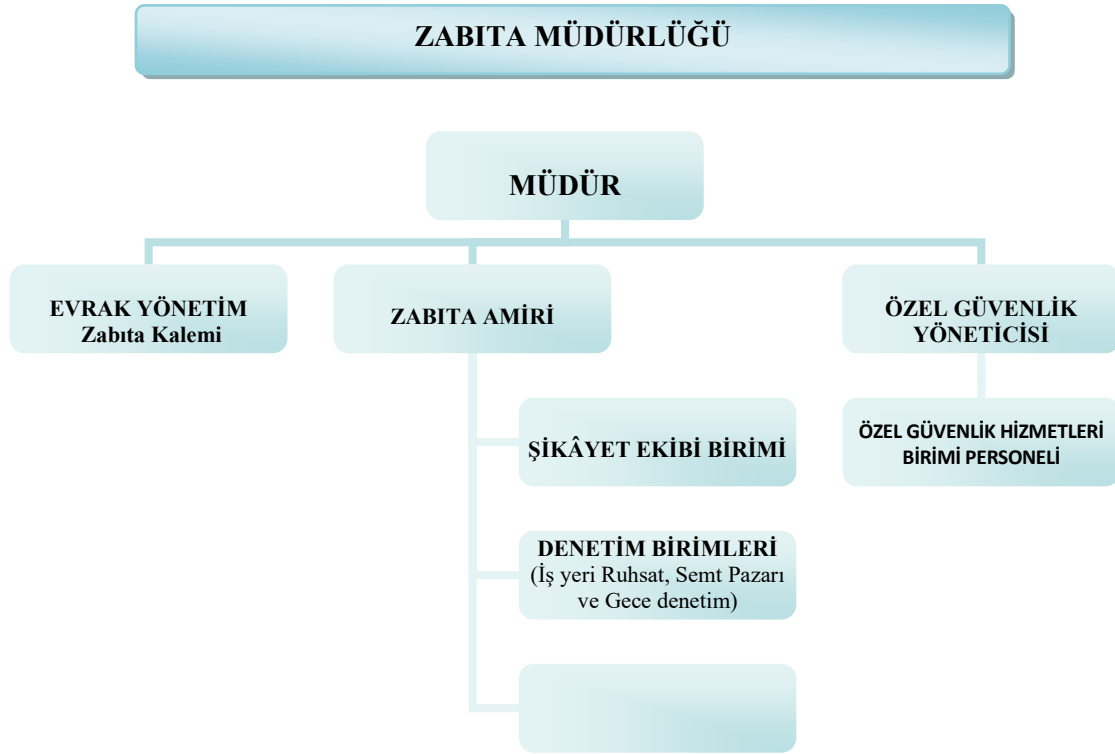 ZABITA MÜDÜRLÜĞÜ
MÜDÜR
EVRAK YÖNETİM
Zabıta Kalemi
ZABITA AMİRİ
ÖZEL GÜVENLİK
YÖNETİCİSİ
ŞİKÂYET EKİBİ BİRİMİ
ÖZEL GÜVENLİK HİZMETLERİ
BİRİMİ PERSONELİ
DENETİM BİRİMLERİ
(İş yeri Ruhsat, Semt Pazarı
ve Gece denetim)